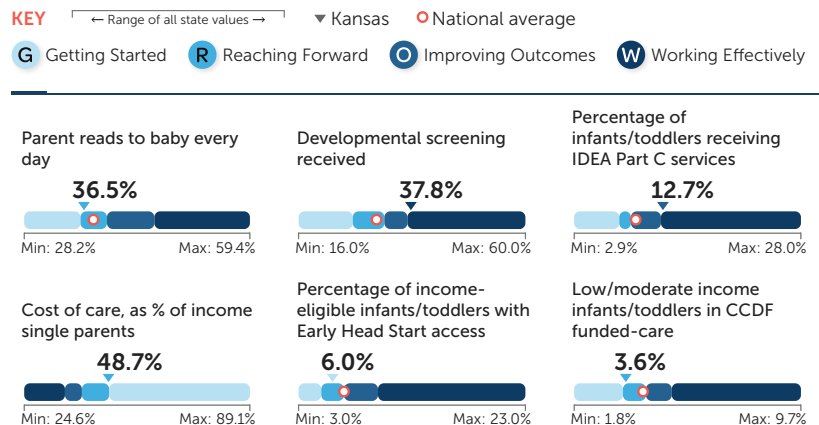 KEY
← Range of all state values →
Kansas
National average
G Getting Started
R Reaching Forward
O Improving Outcomes
W Working Effectively
Parent reads to baby every
day
36.5%
Min: 28.2%
Max: 59.4%
Developmental screening
received
37.8%
Min: 16.0%
Max: 60.0%
Percentage of
infants/toddlers receiving
IDEA Part C services
12.7%
Min: 2.9%
Max: 28.0%
Cost of care, as % of income
single parents
48.7%
Min: 24.6%
Max: 89.1%
Percentage of income-
eligible infants/toddlers with
Early Head Start access
6.0%
Min: 3.0%
Max: 23.0%
Low/moderate income
infants/toddlers in CCDF
funded-care
3.6%
Min: 1.8%
Max: 9.7%